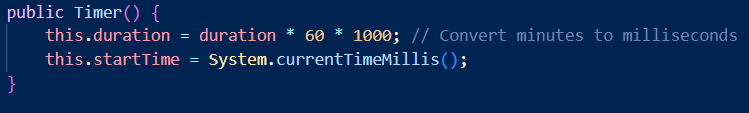 public Timer() {
    this.duration = duration * 60 * 1000; // Convert minutes to milliseconds
    this.startTime = System.currentTimeMillis();
}